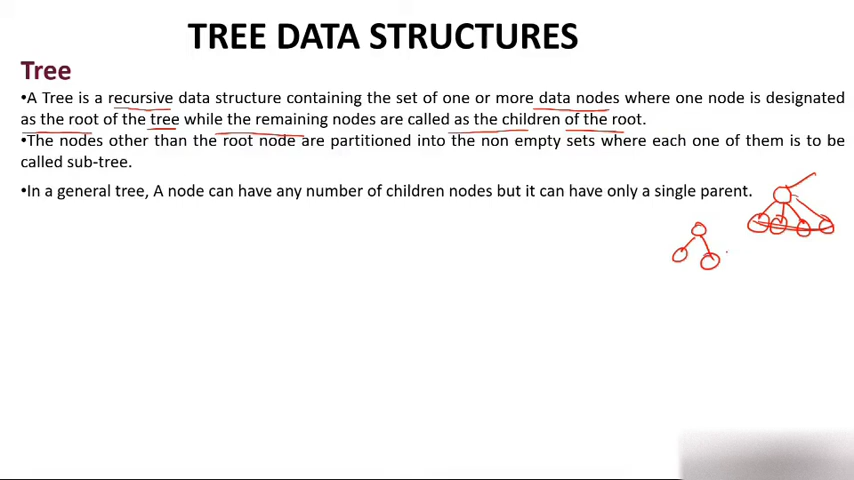 TREE DATA STRUCTURES
Tree
•A Tree is a recursive data structure containing the set of one or more data nodes where one node is designated
as the root of the tree while the remaining nodes are called as the children of the root.
•The nodes other than the root node are partitioned into the non empty sets where each one of them is to be
called sub-tree.
•In a general tree, A node can have any number of children nodes but it can have only a single parent.